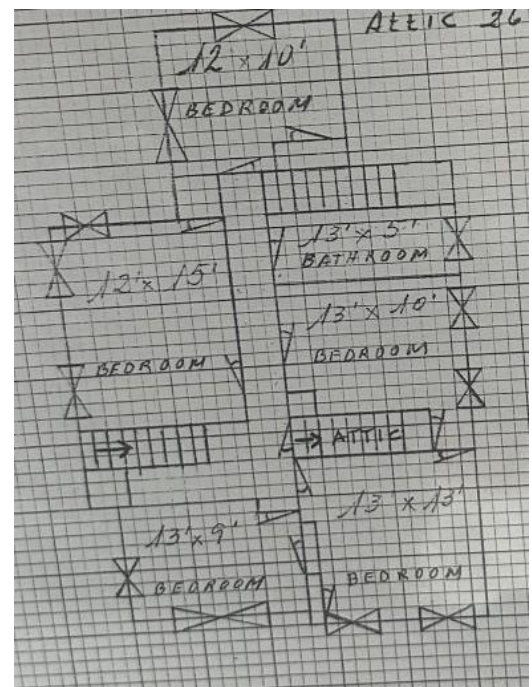 ATTIC 26
12' x 10'
BEDROOM
13' x 5'
BATHROOM
12' x 15'
13' x 10'
BEDROOM
BEDROOM
ATTIC
13' x 13'
13' x 9'
BEDROOM
BEDROOM